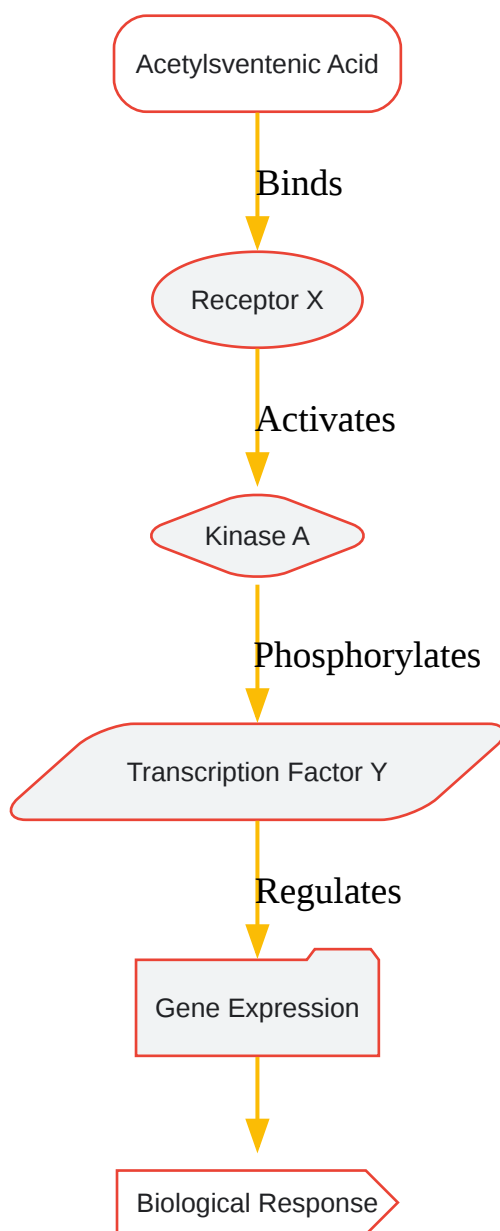 Acetylsventenic Acid
Binds
Receptor X
Activates
Kinase A
Phosphorylates
Transcription Factor Y
Regulates
Gene Expression
Biological Response